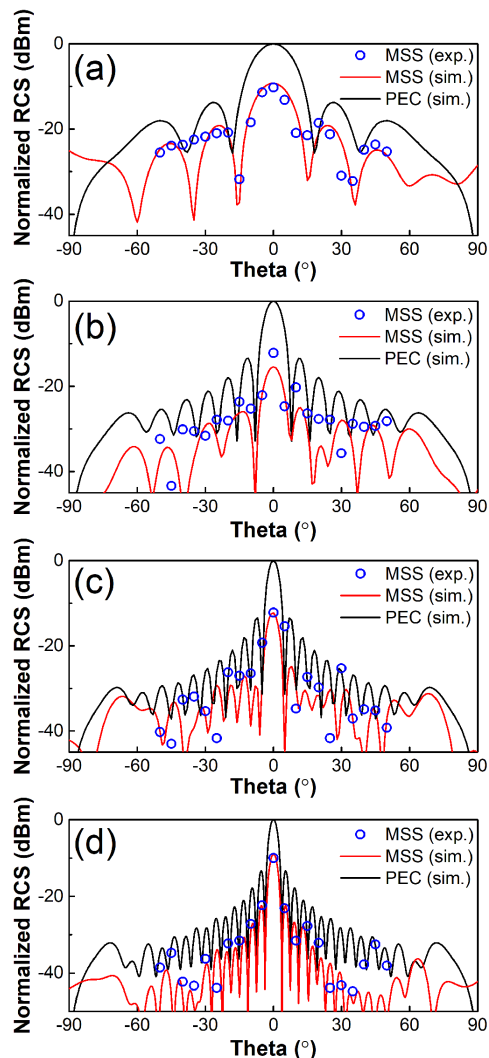 (a)
MSS (exp.)
MSS (sim.)
PEC (sim.)
Normalized RCS (dBm)
0
-20
-40
-90 -60 -30 0 30 60 90
Theta (°)
(b)
MSS (exp.)
MSS (sim.)
PEC (sim.)
Normalized RCS (dBm)
0
-20
-40
-90 -60 -30 0 30 60 90
Theta (°)
(c)
MSS (exp.)
MSS (sim.)
PEC (sim.)
Normalized RCS (dBm)
0
-20
-40
-90 -60 -30 0 30 60 90
Theta (°)
(d)
MSS (exp.)
MSS (sim.)
PEC (sim.)
Normalized RCS (dBm)
0
-20
-40
-90 -60 -30 0 30 60 90
Theta (°)